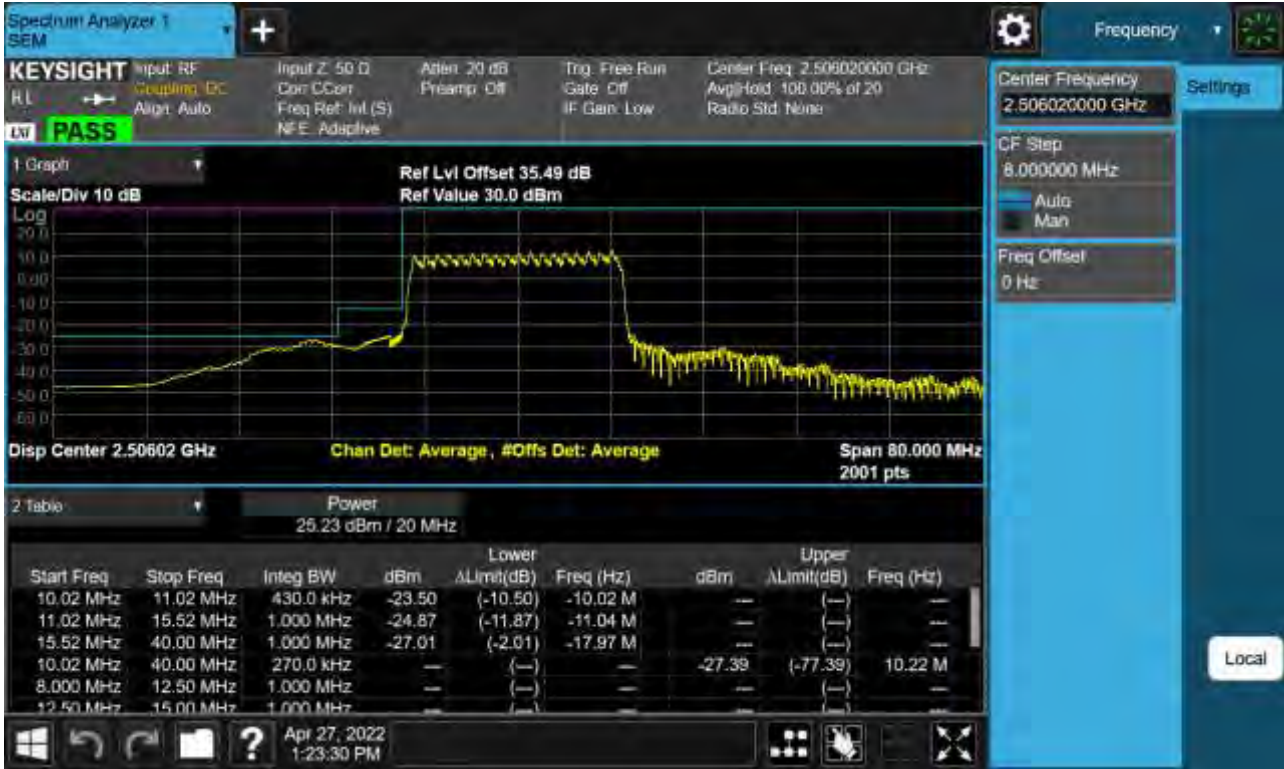 Spectrum Analyzer 1
SEM
Frequency
KEYSIGHT
Input: RF
Coupling: DC
Align: Auto
Input Z: 50 Ω
Corr CCorr
Freq Ref: Int (S)
NFE: Adaptive
Atten: 20 dB
Preamp: Off
Trig: Free Run
Gate: Off
IF Gain: Low
Center Freq: 2.506020000 GHz
Avg|Hold: 100.00% of 20
Radio Std: None
RL
PASS
Center Frequency
2.506020000 GHz
Settings
CF Step
8.000000 MHz
Auto
Man
Freq Offset
0 Hz
Local
1 Graph
Scale/Div 10 dB
Ref Lvl Offset 35.49 dB
Ref Value 30.0 dBm
Log
20.0
10.0
0.00
-10.0
-20.0
-30.0
-40.0
-50.0
-60.0
Disp Center 2.50602 GHz
Chan Det: Average, #Offs Det: Average
Span 80.000 MHz
2001 pts
2 Table
Power
25.23 dBm / 20 MHz
Lower Upper
Start Freq Stop Freq Integ BW dBm ΔLimit(dB) Freq (Hz) dBm ΔLimit(dB) Freq (Hz)
10.02 MHz 11.02 MHz 430.0 kHz -23.50 (-10.50) -10.02 M --- (---) ---
11.02 MHz 15.52 MHz 1.000 MHz -24.87 (-11.87) -11.04 M --- (---) ---
15.52 MHz 40.00 MHz 1.000 MHz -27.01 (-2.01) -17.97 M --- (---) ---
10.02 MHz 40.00 MHz 270.0 kHz --- (---) --- -27.39 (-77.39) 10.22 M
8.000 MHz 12.50 MHz 1.000 MHz --- (---) --- --- (---) ---
12.50 MHz 15.00 MHz 1.000 MHz --- (---) --- --- (---) ---
?
Apr 27, 2022
1:23:30 PM